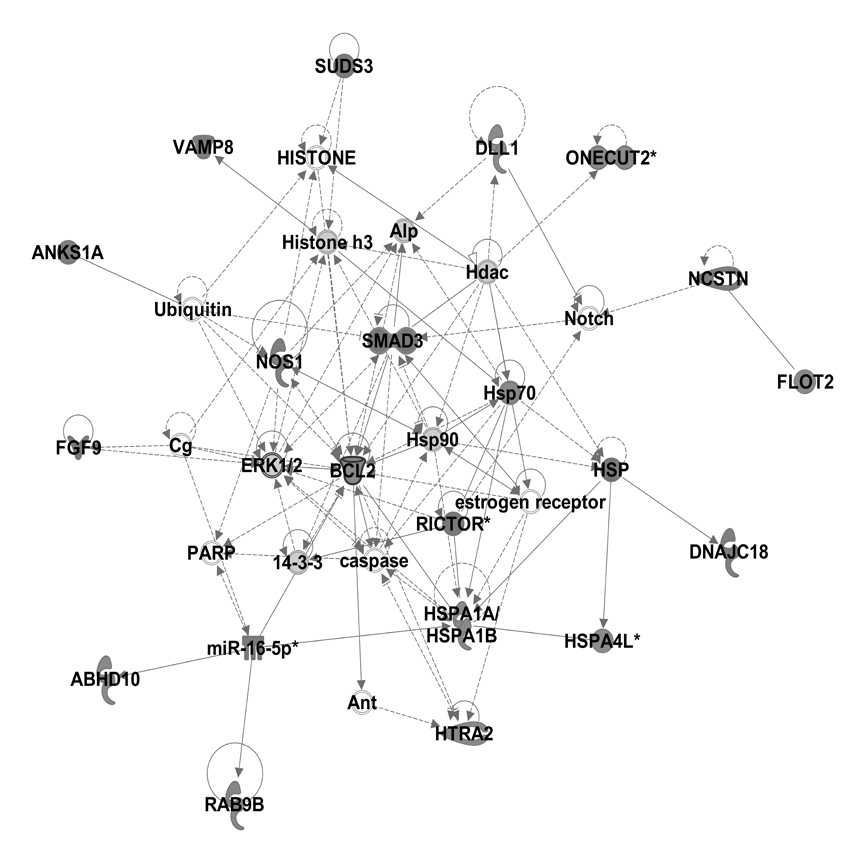 SUDS3
VAMP8
HISTONE
DLL1
ONECUT2*
Alp
Histone h3
ANKS1A
Hdac
NCSTN
Ubiquitin
Notch
SMAD3
NOS1
FLOT2
Hsp70
FGF9
Cg
Hsp90
ERK1/2
BCL2
HSP
estrogen receptor
RICTOR*
PARP
14-3-3
caspase
DNAJC18
HSPA1A/
HSPA1B
HSPA4L*
miR-16-5p*
ABHD10
Ant
HTRA2
RAB9B